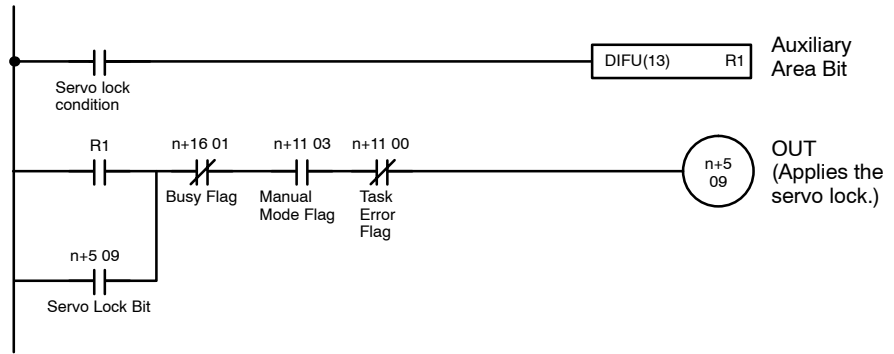 DIFU(13) R1
Auxiliary
Area Bit
Servo lock
condition
R1
n+16 01
n+11 03
n+11 00
Busy Flag
Manual
Mode Flag
Task
Error
Flag
n+5
09
OUT
(Applies the
servo lock.)
n+5 09
Servo Lock Bit